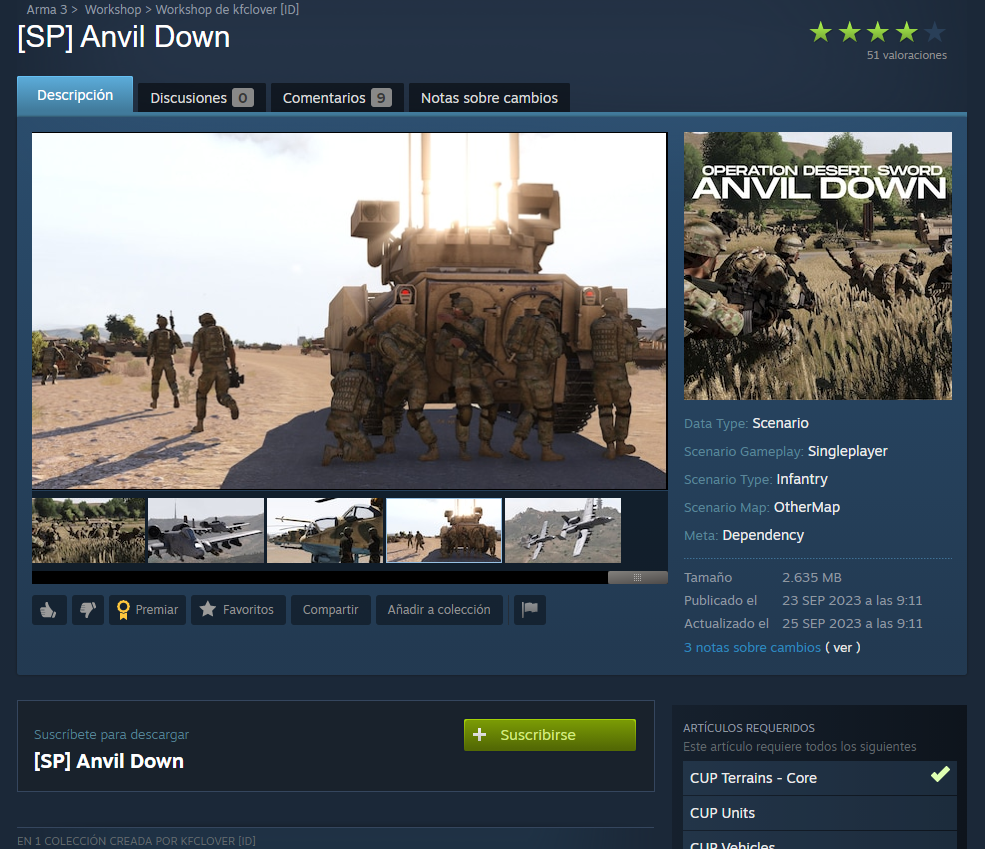 Arma 3 > Workshop > Workshop de kfclover [ID]
[SP] Anvil Down
51 valoraciones
Descripción
Discusiones 0
Comentarios 9
Notas sobre cambios
OPERATION DESERT SWORD
ANVIL DOWN
Data Type: Scenario
Scenario Gameplay: Singleplayer
Scenario Type: Infantry
Scenario Map: OtherMap
Meta: Dependency
Tamaño 2.635 MB
Publicado el 23 SEP 2023 a las 9:11
Actualizado el 25 SEP 2023 a las 9:11
3 notas sobre cambios ( ver )
Premiar
Favoritos
Compartir
Añadir a colección
Suscríbete para descargar
[SP] Anvil Down
Suscribirse
ARTÍCULOS REQUERIDOS
Este artículo requiere todos los siguientes
CUP Terrains - Core
CUP Units
CUP Vehicles
EN 1 COLECCIÓN CREADA POR KFCLOVER [ID]